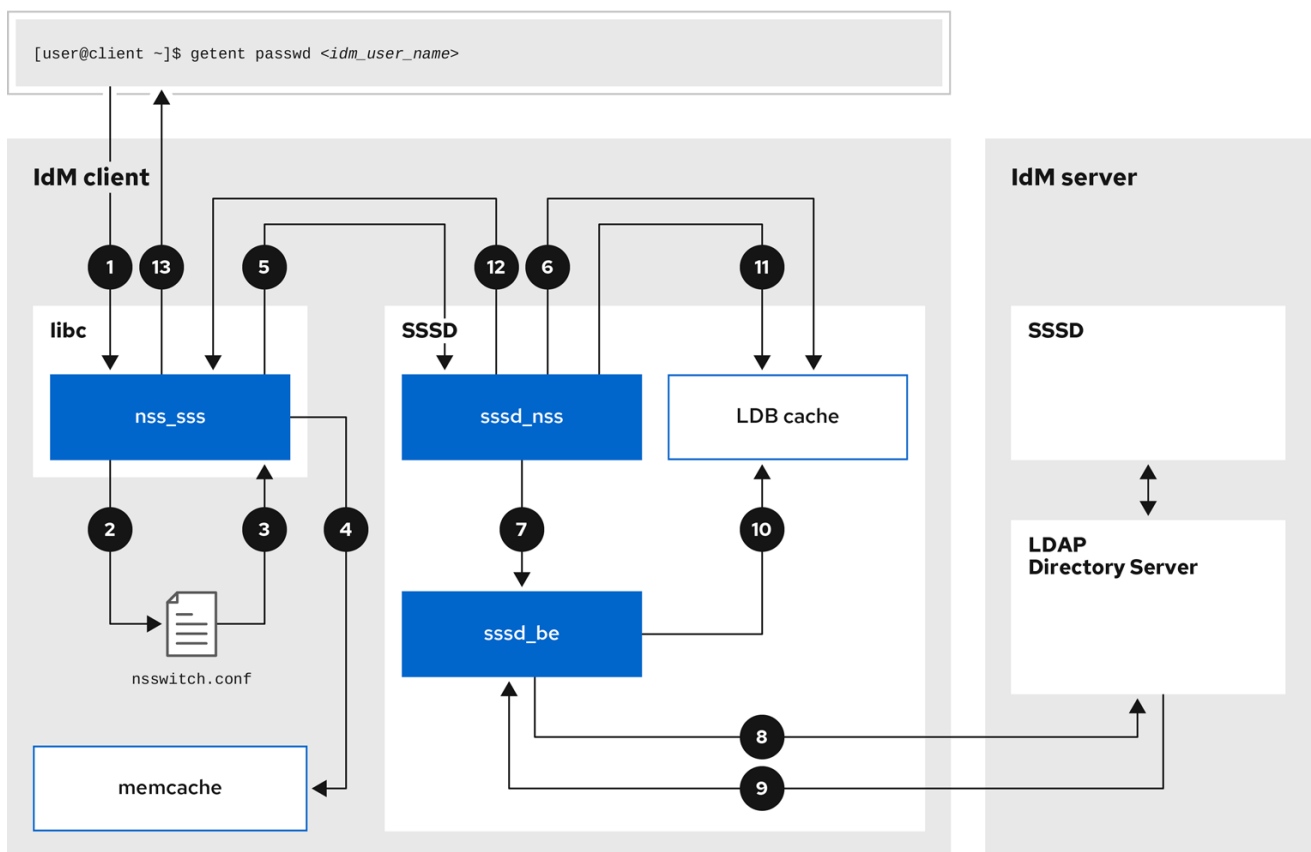 [user@client ~]$ getent passwd <idm_user_name>
IdM client
IdM server
1
13
5
12
6
11
libc
SSSD
SSSD
nss_sss
sssd_nss
LDB cache
2
3
4
7
10
LDAP
Directory Server
sssd_be
nsswitch.conf
8
9
memcache